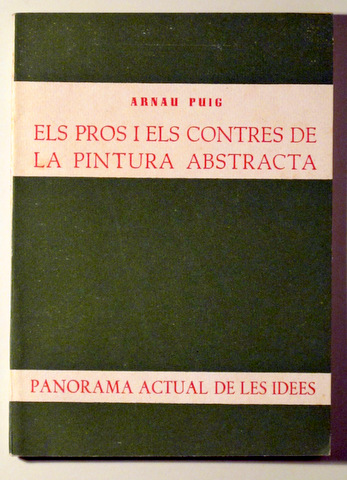 ARNAU PUIG
ELS PROS I ELS CONTRES DE
LA PINTURA ABSTRACTA
PANORAMA ACTUAL DE LES IDEES